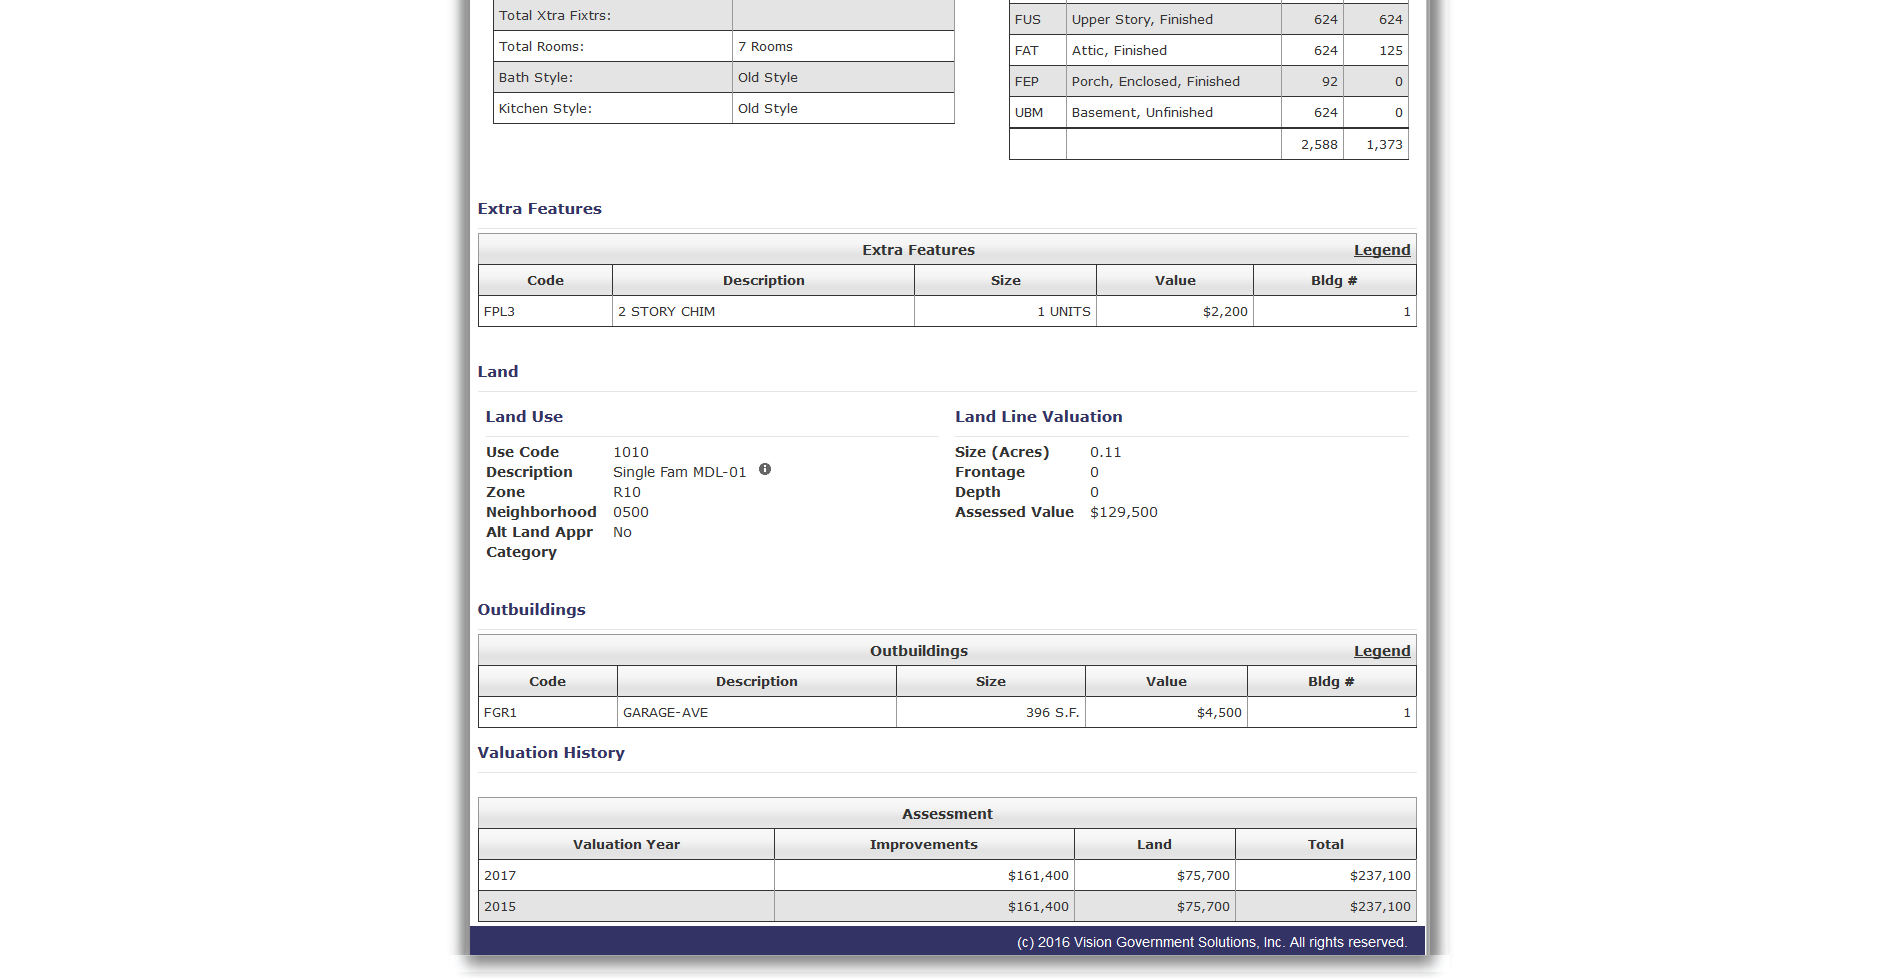 Total Xtra Fixtrs:
Total Rooms: 7 Rooms
Bath Style: Old Style
Kitchen Style: Old Style
FUS Upper Story, Finished 624 624
FAT Attic, Finished 624 125
FEP Porch, Enclosed, Finished 92 0
UBM Basement, Unfinished 624 0
2,588 1,373
Extra Features
Extra Features Legend
Code Description Size Value Bldg #
FPL3 2 STORY CHIM 1 UNITS $2,200 1
Land
Land Use
Use Code 1010
Description Single Fam MDL-01
Zone R10
Neighborhood 0500
Alt Land Appr No
Category
Land Line Valuation
Size (Acres) 0.11
Frontage 0
Depth 0
Assessed Value $129,500
Outbuildings
Outbuildings Legend
Code Description Size Value Bldg #
FGR1 GARAGE-AVE 396 S.F. $4,500 1
Valuation History
Assessment
Valuation Year Improvements Land Total
2017 $161,400 $75,700 $237,100
2015 $161,400 $75,700 $237,100
(c) 2016 Vision Government Solutions, Inc. All rights reserved.